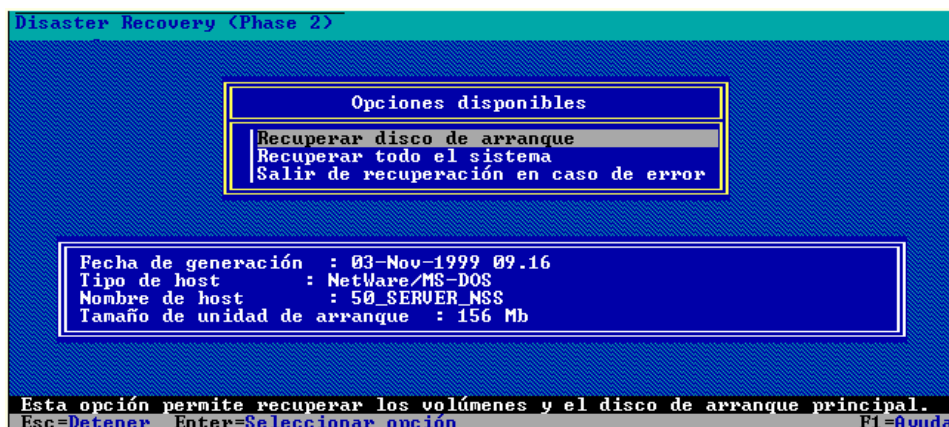 Disaster Recovery (Phase 2)
Opciones disponibles
Recuperar disco de arranque
Recuperar todo el sistema
Salir de recuperación en caso de error
Fecha de generación : 03-Nov-1999 09.16
Tipo de host : NetWare/MS-DOS
Nombre de host : 50_SERVER_NSS
Tamaño de unidad de arranque : 156 Mb
Esta opción permite recuperar los volúmenes y el disco de arranque principal.
Esc=Detener Enter=Seleccionar opción F1=Ayuda